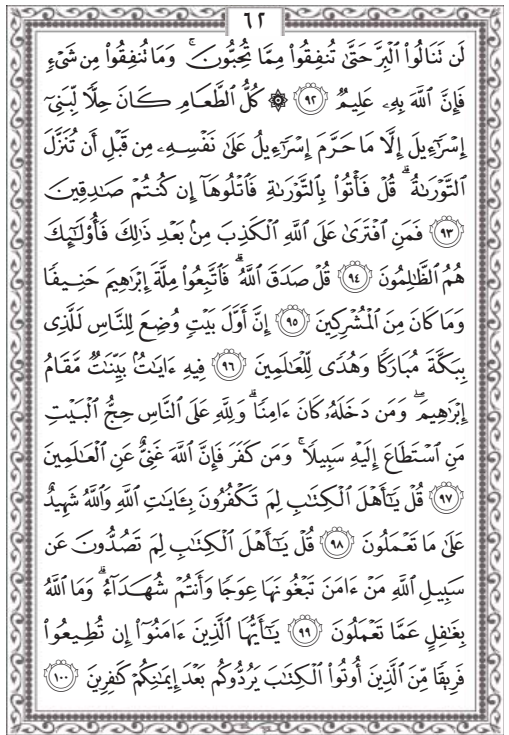 ٦٢
لَن تَنَالُوا۟ ٱلْبِرَّ حَتَّىٰ تُنفِقُوا۟ مِمَّا تُحِبُّونَ ۚ وَمَا تُنفِقُوا۟ مِن شَىْءٍ
فَإِنَّ ٱللَّهَ بِهِۦ عَلِيمٌ ٩٢ ۞ كُلُّ ٱلطَّعَامِ كَانَ حِلًّا لِّبَنِىٓ
إِسْرَٰٓءِيلَ إِلَّا مَا حَرَّمَ إِسْرَٰٓءِيلُ عَلَىٰ نَفْسِهِۦ مِن قَبْلِ أَن تُنَزَّلَ
ٱلتَّوْرَىٰةُ ۗ قُلْ فَأْتُوا۟ بِٱلتَّوْرَىٰةِ فَٱتْلُوهَآ إِن كُنتُمْ صَٰدِقِينَ
٩٣ فَمَنِ ٱفْتَرَىٰ عَلَى ٱللَّهِ ٱلْكَذِبَ مِنۢ بَعْدِ ذَٰلِكَ فَأُو۟لَٰٓئِكَ
هُمُ ٱلظَّٰلِمُونَ ٩٤ قُلْ صَدَقَ ٱللَّهُ ۗ فَٱتَّبِعُوا۟ مِلَّةَ إِبْرَٰهِيمَ حَنِيفًا
وَمَا كَانَ مِنَ ٱلْمُشْرِكِينَ ٩٥ إِنَّ أَوَّلَ بَيْتٍ وُضِعَ لِلنَّاسِ لَلَّذِى
بِبَكَّةَ مُبَارَكًا وَهُدًى لِّلْعَٰلَمِينَ ٩٦ فِيهِ ءَايَٰتٌۢ بَيِّنَٰتٌ مَّقَامُ
إِبْرَٰهِيمَ ۖ وَمَن دَخَلَهُۥ كَانَ ءَامِنًا ۗ وَلِلَّهِ عَلَى ٱلنَّاسِ حِجُّ ٱلْبَيْتِ
مَنِ ٱسْتَطَاعَ إِلَيْهِ سَبِيلًا ۚ وَمَن كَفَرَ فَإِنَّ ٱللَّهَ غَنِىٌّ عَنِ ٱلْعَٰلَمِينَ
٩٧ قُلْ يَٰٓأَهْلَ ٱلْكِتَٰبِ لِمَ تَكْفُرُونَ بِـَٔايَٰتِ ٱللَّهِ وَٱللَّهُ شَهِيدٌ
عَلَىٰ مَا تَعْمَلُونَ ٩٨ قُلْ يَٰٓأَهْلَ ٱلْكِتَٰبِ لِمَ تَصُدُّونَ عَن
سَبِيلِ ٱللَّهِ مَنْ ءَامَنَ تَبْغُونَهَا عِوَجًا وَأَنتُمْ شُهَدَآءُ ۗ وَمَا ٱللَّهُ
بِغَٰفِلٍ عَمَّا تَعْمَلُونَ ٩٩ يَٰٓأَيُّهَا ٱلَّذِينَ ءَامَنُوٓا۟ إِن تُطِيعُوا۟
فَرِيقًا مِّنَ ٱلَّذِينَ أُوتُوا۟ ٱلْكِتَٰبَ يَرُدُّوكُم بَعْدَ إِيمَٰنِكُمْ كَٰفِرِينَ ١٠٠